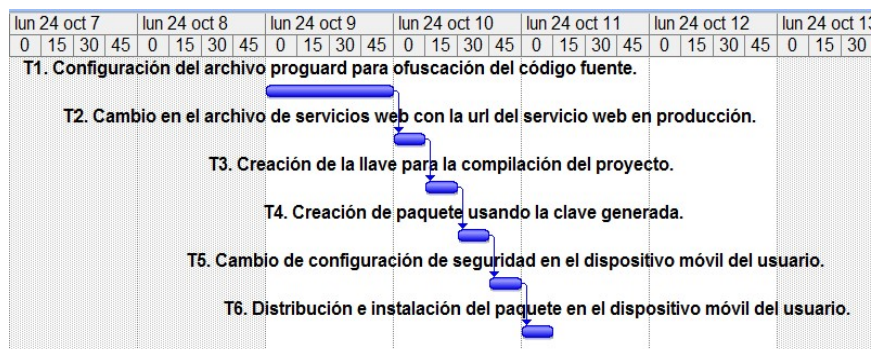 lun 24 oct 7 lun 24 oct 8 lun 24 oct 9 lun 24 oct 10 lun 24 oct 11 lun 24 oct 12 lun 24 oct 13
0 15 30 45 0 15 30 45 0 15 30 45 0 15 30 45 0 15 30 45 0 15 30 45 0 15 30
T1. Configuración del archivo proguard para ofuscación del código fuente.
T2. Cambio en el archivo de servicios web con la url del servicio web en producción.
T3. Creación de la llave para la compilación del proyecto.
T4. Creación de paquete usando la clave generada.
T5. Cambio de configuración de seguridad en el dispositivo móvil del usuario.
T6. Distribución e instalación del paquete en el dispositivo móvil del usuario.